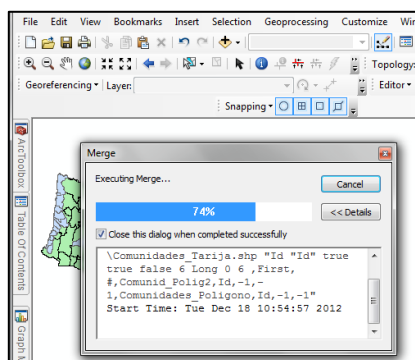 File Edit View Bookmarks Insert Selection Geoprocessing Customize
Topology:
Georeferencing Layer: Editor
Snapping
ArcToolbox
Table Of Contents
Merge
Executing Merge...
Cancel
74%
<< Details
Close this dialog when completed successfully
\Comunidades_Tarija.shp "Id "Id" true
true false 6 Long 0 6 ,First,
#,Comunid_Polig2,Id,-1,-
1,Comunidades_Poligono,Id,-1,-1"
Start Time: Tue Dec 18 10:54:57 2012